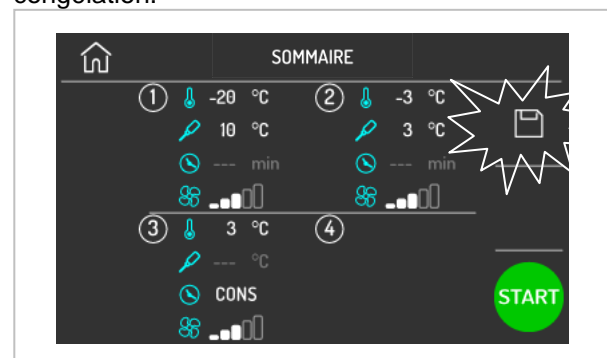 congélation.
SOMMAIRE
1 -20 °C 2 -3 °C
10 °C 3 °C
--- min --- min
3 3 °C 4
--- °C
CONS
START